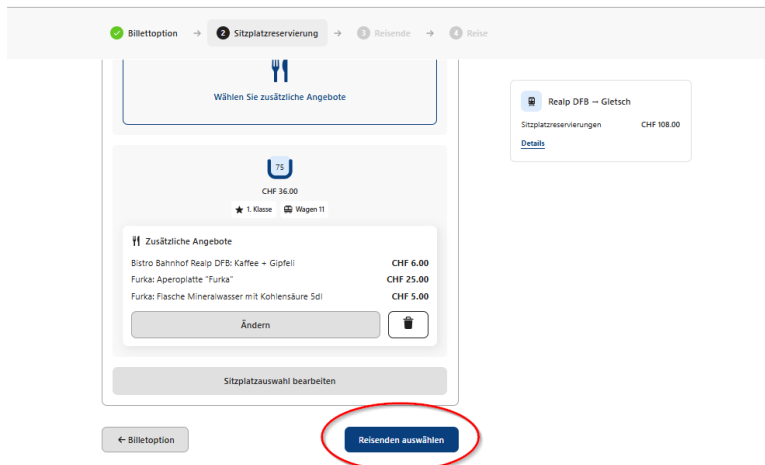 Billettoption → 2 Sitzplatzreservierung → 3 Reisende → 4 Reise
Wählen Sie zusätzliche Angebote
Realp DFB — Gletsch
Sitzplatzreservierungen CHF 108.00
Details
75
CHF 36.00
1. Klasse Wagen 11
Zusätzliche Angebote
Bistro Bahnhof Realp DFB: Kaffee + Gipfeli CHF 6.00
Furka: Aperoplatte "Furka" CHF 25.00
Furka: Flasche Mineralwasser mit Kohlensäure 5dl CHF 5.00
Ändern
Sitzplatzauswahl bearbeiten
← Billetoption Reisenden auswählen